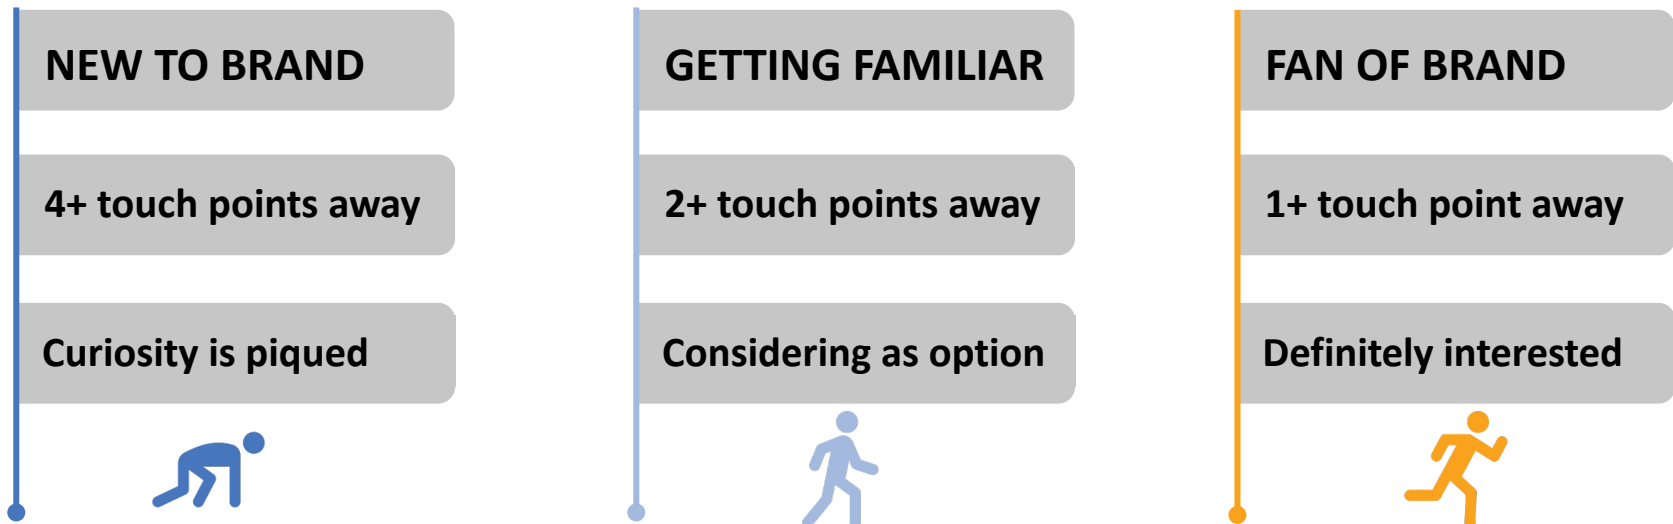 NEW TO BRAND
4+ touch points away
Curiosity is piqued
GETTING FAMILIAR
2+ touch points away
Considering as option
FAN OF BRAND
1+ touch point away
Definitely interested